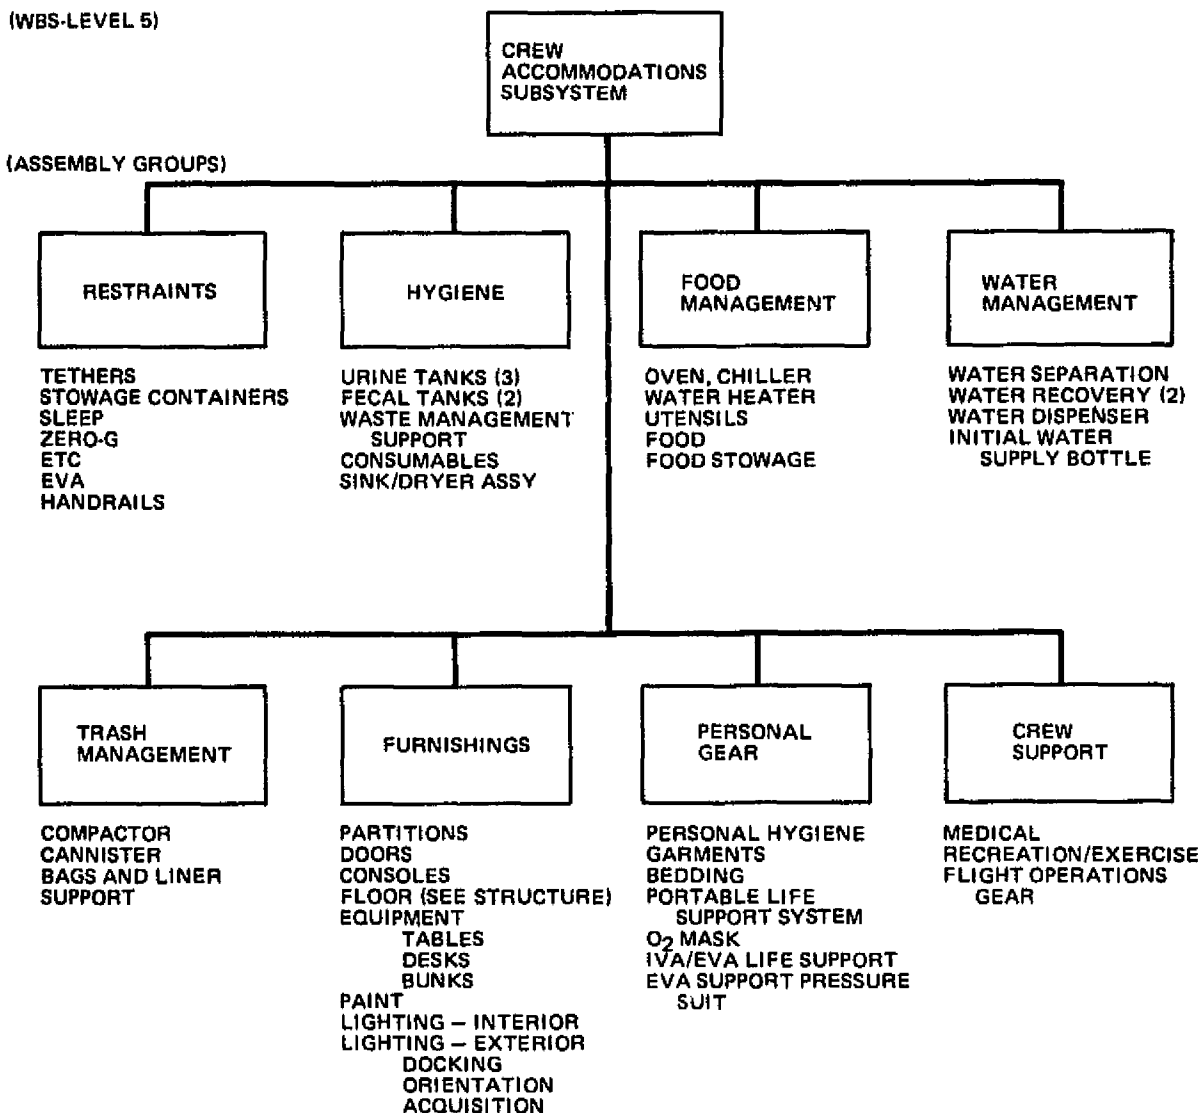 (WBS-LEVEL 5)
CREW
ACCOMMODATIONS
SUBSYSTEM
(ASSEMBLY GROUPS)
RESTRAINTS
TETHERS
STOWAGE CONTAINERS
SLEEP
ZERO-G
ETC
EVA
HANDRAILS
HYGIENE
URINE TANKS (3)
FECAL TANKS (2)
WASTE MANAGEMENT
SUPPORT
CONSUMABLES
SINK/DRYER ASSY
FOOD
MANAGEMENT
OVEN, CHILLER
WATER HEATER
UTENSILS
FOOD
FOOD STOWAGE
WATER
MANAGEMENT
WATER SEPARATION
WATER RECOVERY (2)
WATER DISPENSER
INITIAL WATER
SUPPLY BOTTLE
TRASH
MANAGEMENT
COMPACTOR
CANNISTER
BAGS AND LINER
SUPPORT
FURNISHINGS
PARTITIONS
DOORS
CONSOLES
FLOOR (SEE STRUCTURE)
EQUIPMENT
TABLES
DESKS
BUNKS
PAINT
LIGHTING – INTERIOR
LIGHTING – EXTERIOR
DOCKING
ORIENTATION
ACQUISITION
PERSONAL
GEAR
PERSONAL HYGIENE
GARMENTS
BEDDING
PORTABLE LIFE
SUPPORT SYSTEM
O2 MASK
IVA/EVA LIFE SUPPORT
EVA SUPPORT PRESSURE
SUIT
CREW
SUPPORT
MEDICAL
RECREATION/EXERCISE
FLIGHT OPERATIONS
GEAR